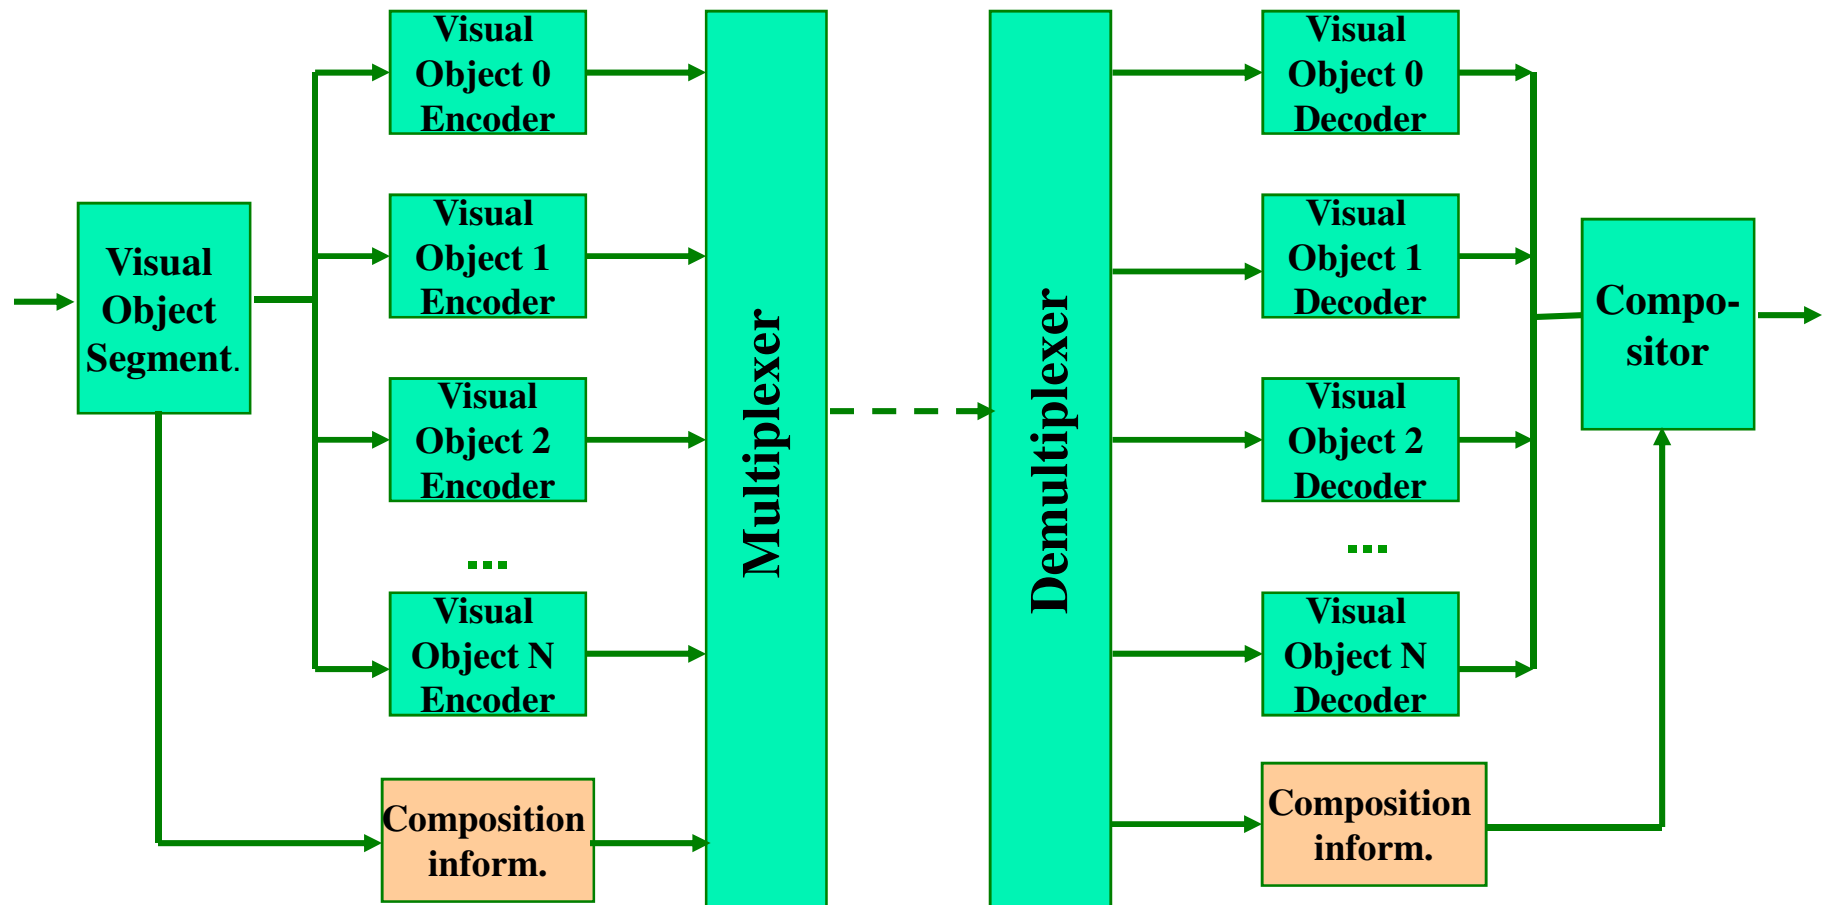 Visual
Object
Segment.
Visual
Object 0
Encoder
Visual
Object 1
Encoder
Visual
Object 2
Encoder
...
Visual
Object N
Encoder
Composition
inform.
Multiplexer
Demultiplexer
Visual
Object 0
Decoder
Visual
Object 1
Decoder
Visual
Object 2
Decoder
...
Visual
Object N
Decoder
Composition
inform.
Compo-
sitor